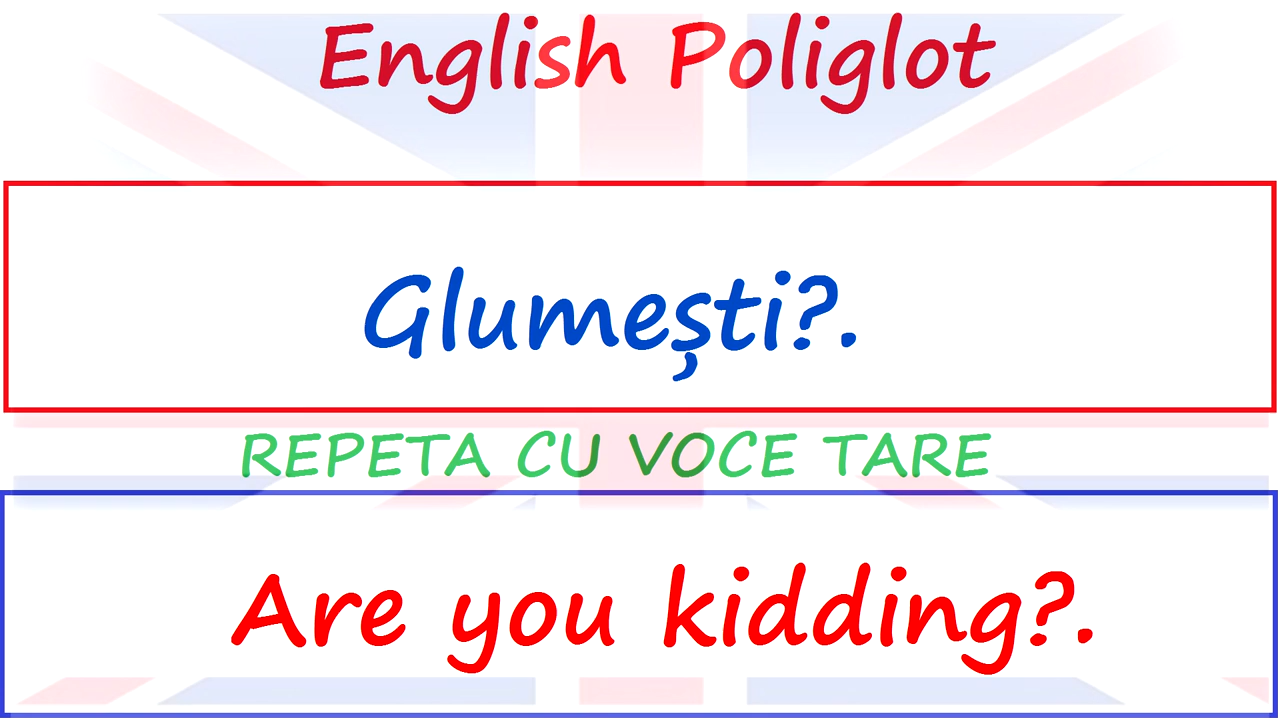 English Poliglot
Glumești?.
REPETA CU VOCE TARE
Are you kidding?.